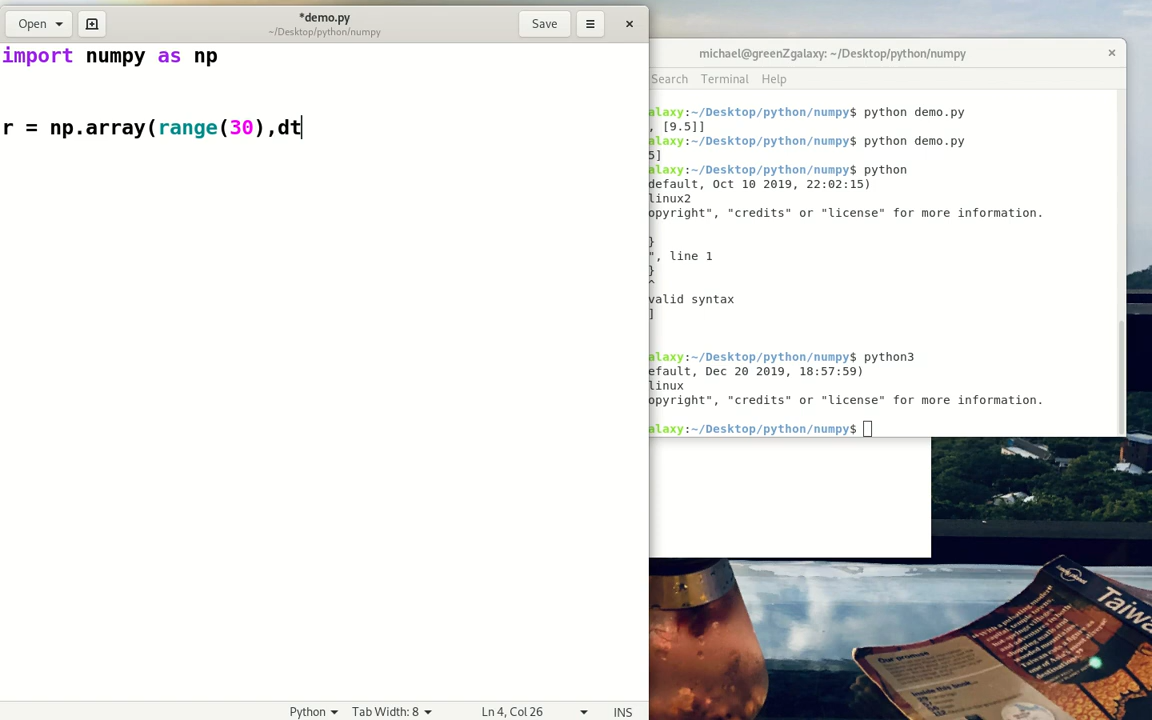 Open
*demo.py
~/Desktop/python/numpy
Save
import numpy as np
r = np.array(range(30),dt
Python
Tab Width: 8
Ln 4, Col 26
INS
michael@greenZgalaxy: ~/Desktop/python/numpy
Search Terminal Help
alaxy:~/Desktop/python/numpy$ python demo.py
, [9.5]]
alaxy:~/Desktop/python/numpy$ python demo.py
5]
alaxy:~/Desktop/python/numpy$ python
default, Oct 10 2019, 22:02:15)
linux2
opyright", "credits" or "license" for more information.
}
", line 1
}
^
valid syntax
]
alaxy:~/Desktop/python/numpy$ python3
efault, Dec 20 2019, 18:57:59)
linux
opyright", "credits" or "license" for more information.
alaxy:~/Desktop/python/numpy$
Taiwa
Our promise